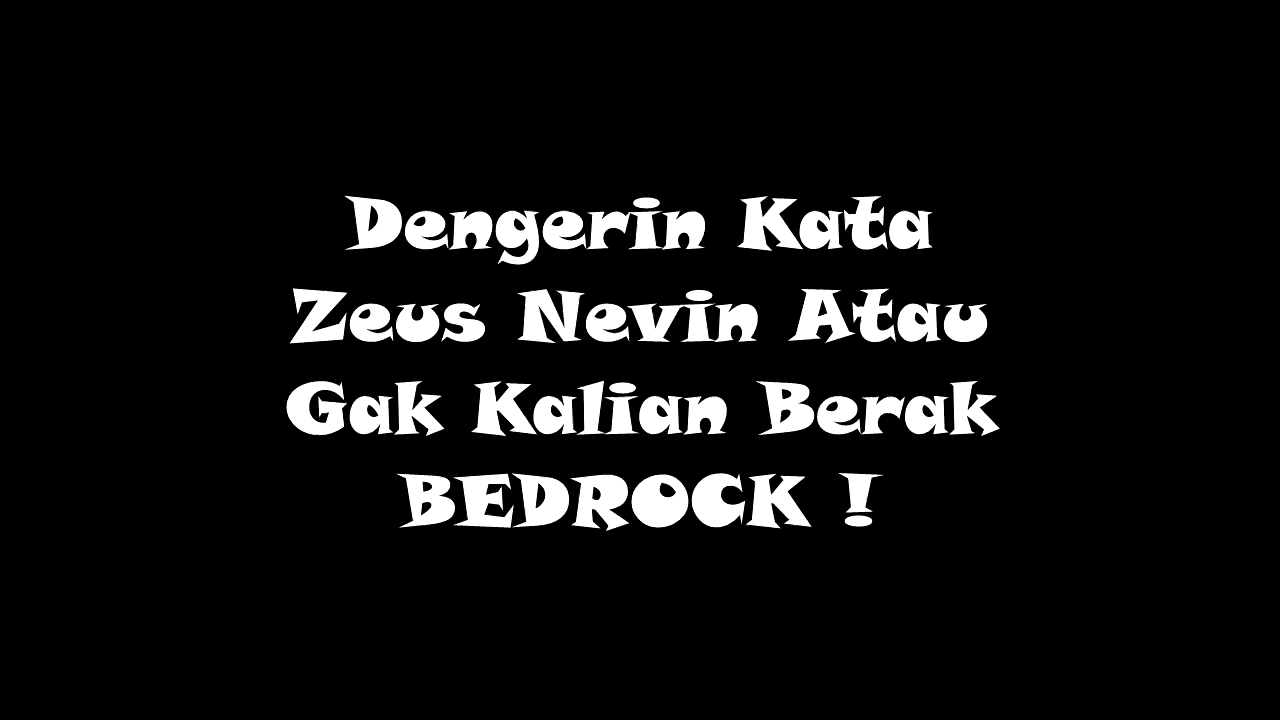 Dengerin Kata
Zeus Nevin Atau
Gak Kalian Berak
BEDROCK !